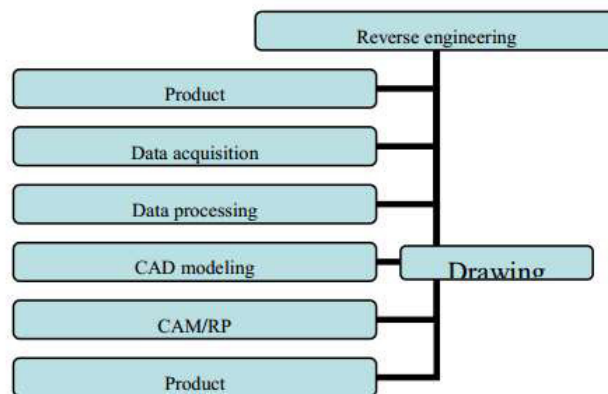 Reverse engineering
Product
Data acquisition
Data processing
CAD modeling
Drawing
CAM/RP
Product